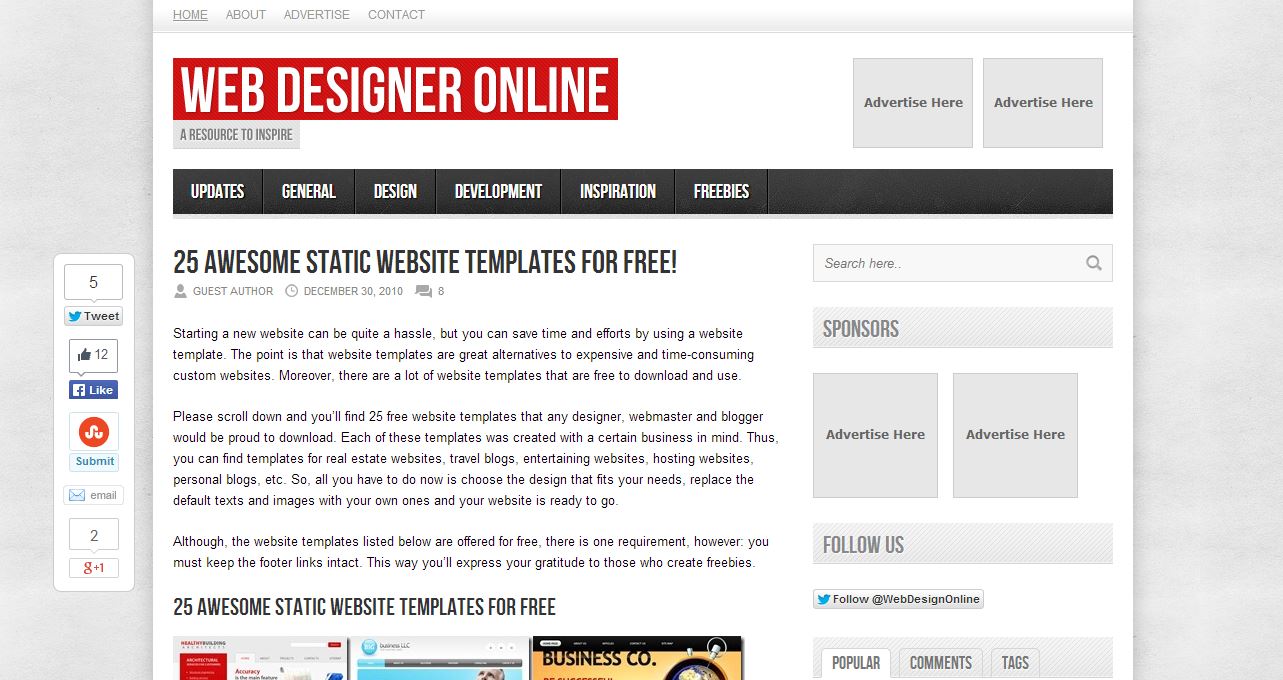 HOME ABOUT ADVERTISE CONTACT
WEB DESIGNER ONLINE
A RESOURCE TO INSPIRE
Advertise Here Advertise Here
UPDATES GENERAL DESIGN DEVELOPMENT INSPIRATION FREEBIES
5
Tweet
12
Like
Submit
email
2
g+1
25 AWESOME STATIC WEBSITE TEMPLATES FOR FREE!
GUEST AUTHOR DECEMBER 30, 2010 8
Starting a new website can be quite a hassle, but you can save time and efforts by using a website
template. The point is that website templates are great alternatives to expensive and time-consuming
custom websites. Moreover, there are a lot of website templates that are free to download and use.
Please scroll down and you'll find 25 free website templates that any designer, webmaster and blogger
would be proud to download. Each of these templates was created with a certain business in mind. Thus,
you can find templates for real estate websites, travel blogs, entertaining websites, hosting websites,
personal blogs, etc. So, all you have to do now is choose the design that fits your needs, replace the
default texts and images with your own ones and your website is ready to go.
Although, the website templates listed below are offered for free, there is one requirement, however: you
must keep the footer links intact. This way you'll express your gratitude to those who create freebies.
25 AWESOME STATIC WEBSITE TEMPLATES FOR FREE
HEALTHYBUILDING
ARCHITECTS
ARCHITECTURAL
SERVICES FOR
Accuracy
is the main
feature
BIG business LLC
BUSINESS CO.
BE SUCCESSFUL
Search here..
SPONSORS
Advertise Here Advertise Here
FOLLOW US
Follow @WebDesignOnline
POPULAR COMMENTS TAGS